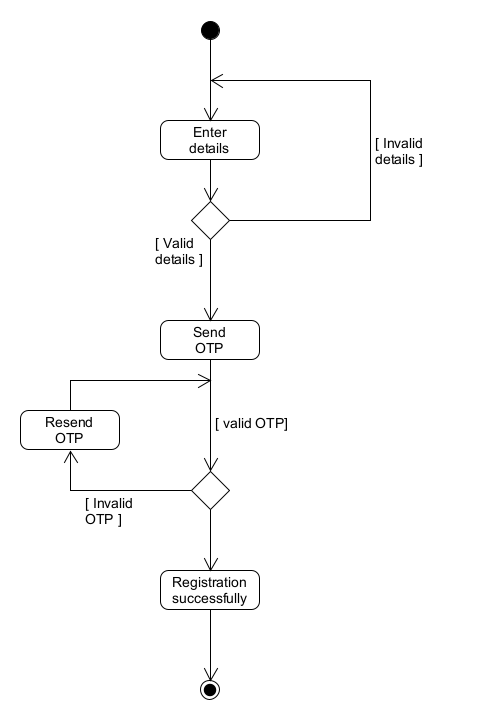 Enter
details
[ Invalid
details ]
[ Valid
details ]
Send
OTP
Resend
OTP
[ valid OTP]
[ Invalid
OTP ]
Registration
successfully